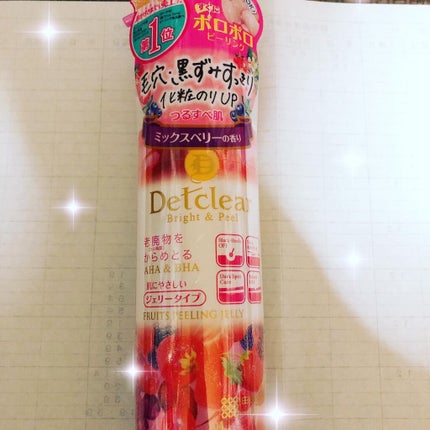 第1位
ポロポロ
ピーリング
毛穴・黒ずみすっきり
化粧のりUP!
つるすべ肌
ミックスベリーの香り
Detclear
Bright & Peel
老廃物を
からめとる
AHA & BHA
肌にやさしい
ジェリータイプ
FRUITS PEELING JELLY